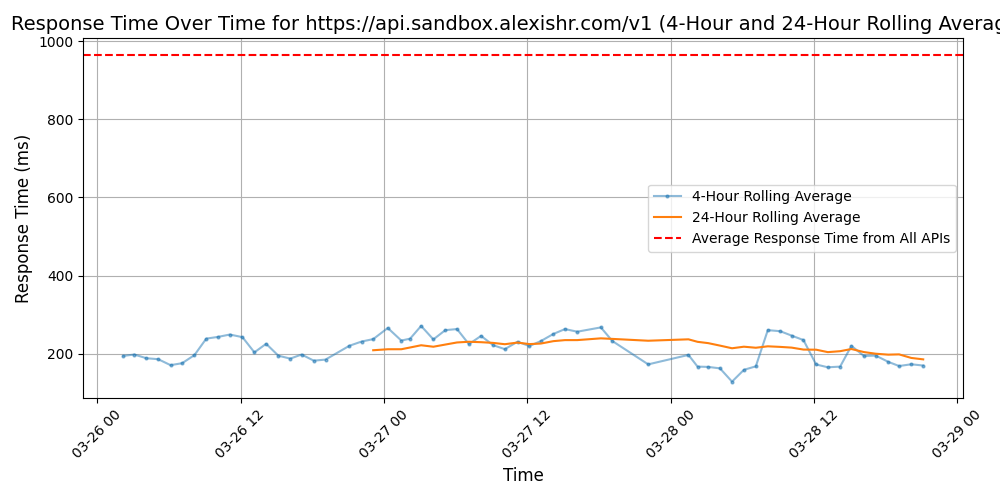 Response Time Over Time for https://api.sandbox.alexishr.com/v1 (4-Hour and 24-Hour Rolling Averag
1000
800
600
400
200
Response Time (ms)
4-Hour Rolling Average
24-Hour Rolling Average
Average Response Time from All APIs
03-26 00
03-26 12
03-27 00
03-27 12
03-28 00
03-28 12
03-29 00
Time